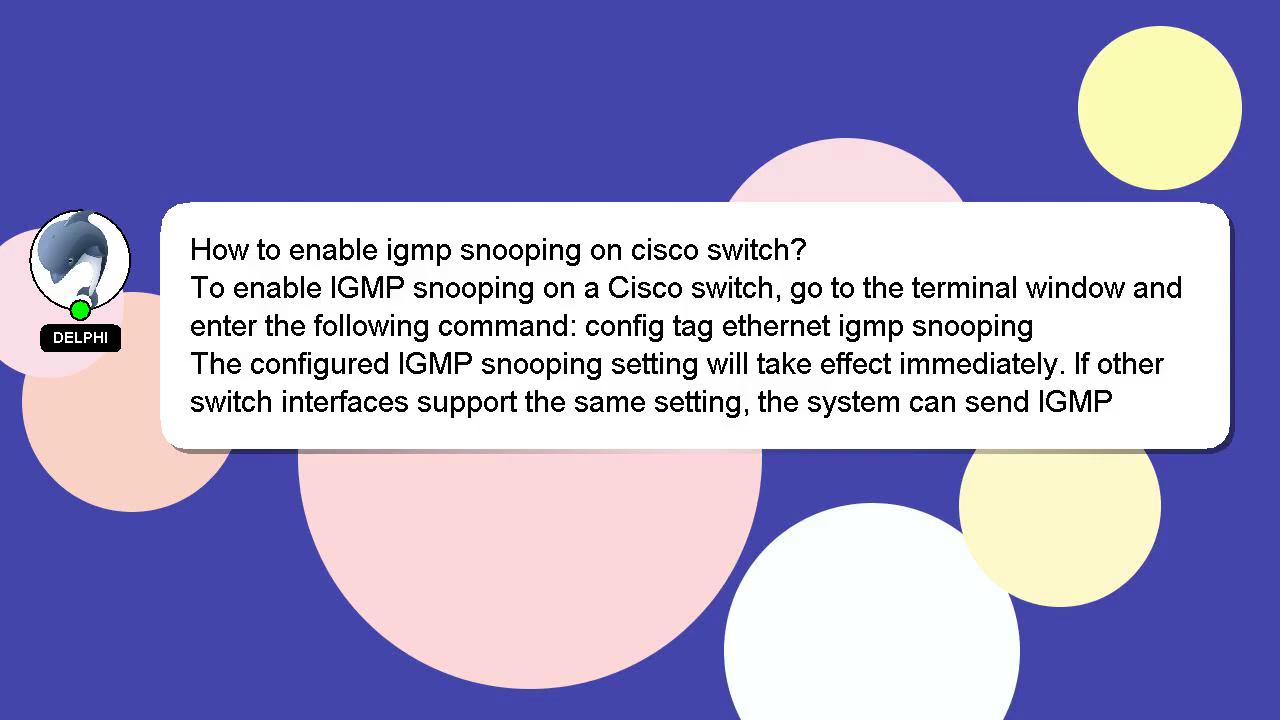 How to enable igmp snooping on cisco switch?
To enable IGMP snooping on a Cisco switch, go to the terminal window and
enter the following command: config tag ethernet igmp snooping
The configured IGMP snooping setting will take effect immediately. If other
switch interfaces support the same setting, the system can send IGMP
DELPHI